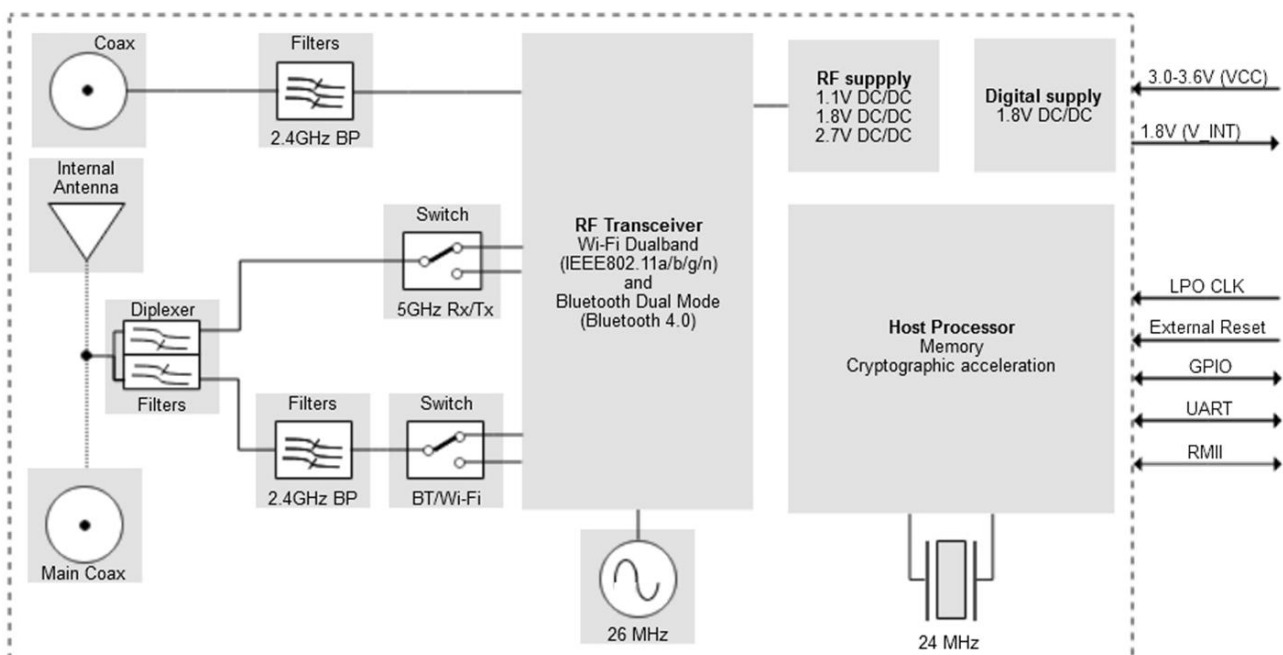 Coax
Filters
2.4GHz BP
RF suppply
1.1V DC/DC
1.8V DC/DC
2.7V DC/DC
Digital supply
1.8V DC/DC
3.0-3.6V (VCC)
1.8V (V_INT)
Internal
Antenna
Switch
5GHz Rx/Tx
RF Transceiver
Wi-Fi Dualband
(IEEE802.11a/b/g/n)
and
Bluetooth Dual Mode
(Bluetooth 4.0)
Diplexer
Filters
Host Processor
Memory
Cryptographic acceleration
LPO CLK
External Reset
GPIO
UART
RMII
Filters
2.4GHz BP
Switch
BT/Wi-Fi
Main Coax
26 MHz
24 MHz